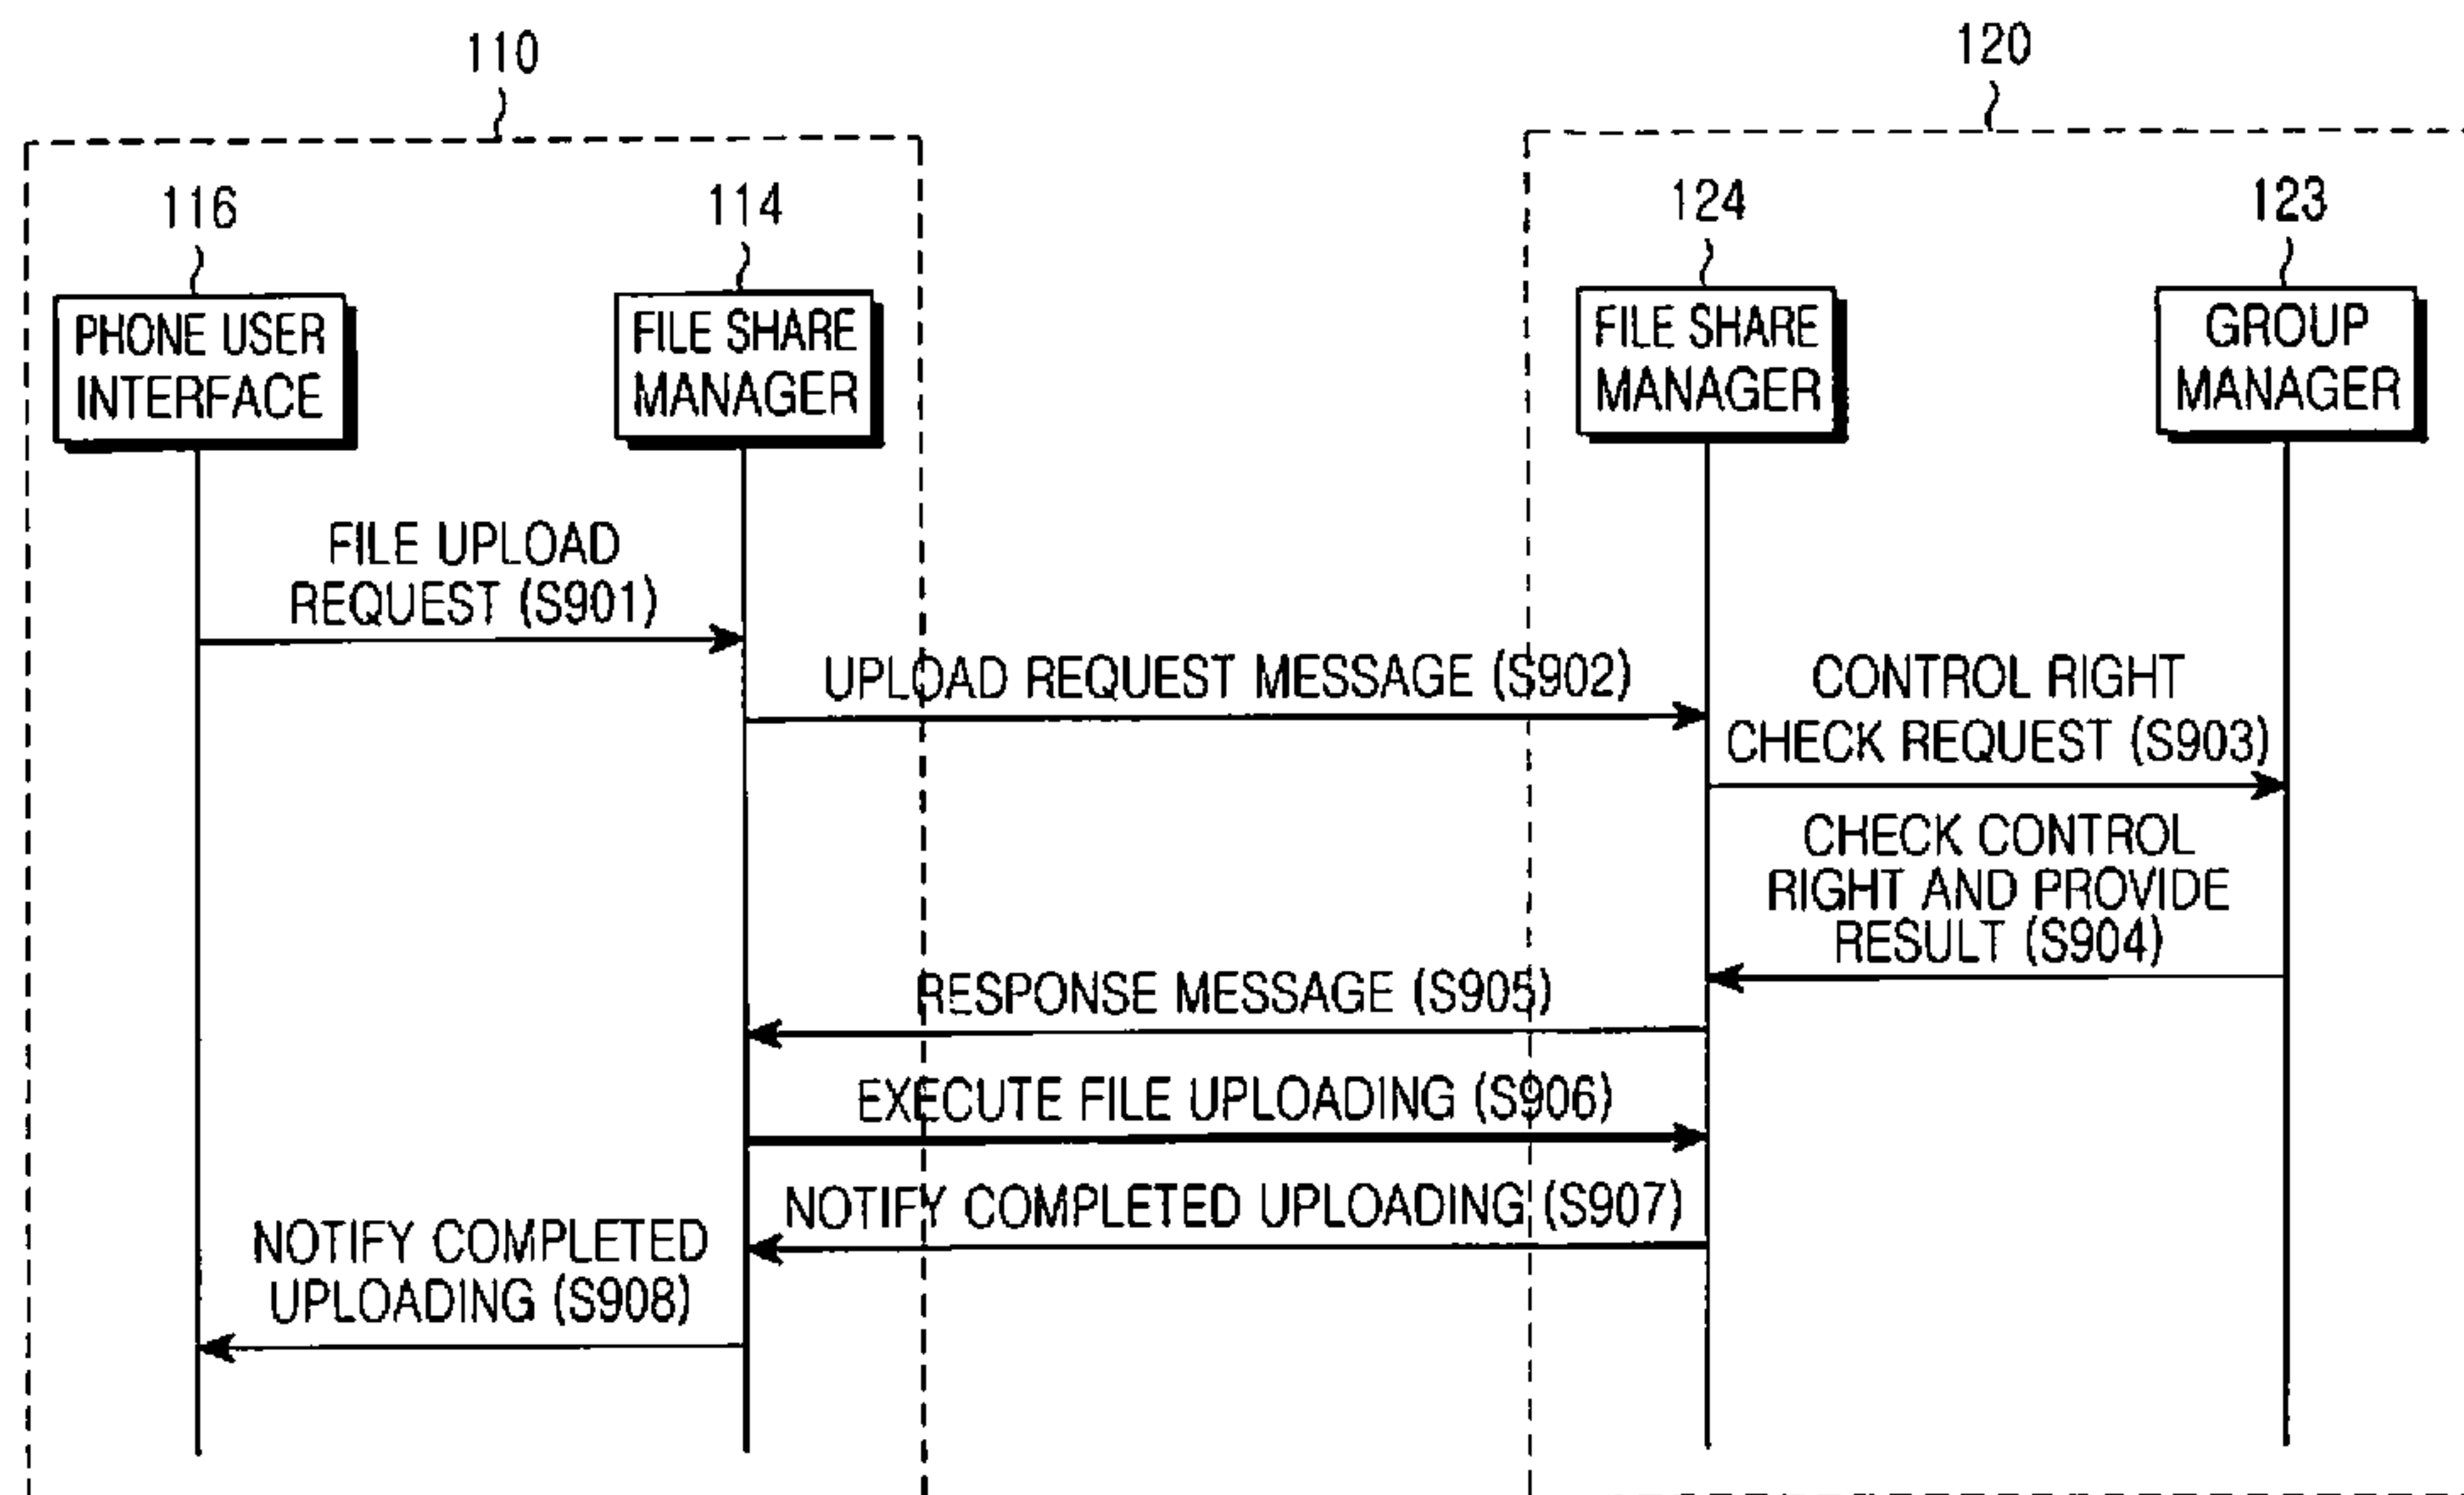 110
120
116
114
124
123
PHONE USER
INTERFACE
FILE SHARE
MANAGER
FILE SHARE
MANAGER
GROUP
MANAGER
FILE UPLOAD
REQUEST (S901)
UPLOAD REQUEST MESSAGE (S902)
CONTROL RIGHT
CHECK REQUEST (S903)
CHECK CONTROL
RIGHT AND PROVIDE
RESULT (S904)
RESPONSE MESSAGE (S905)
EXECUTE FILE UPLOADING (S906)
NOTIFY COMPLETED UPLOADING (S907)
NOTIFY COMPLETED
UPLOADING (S908)